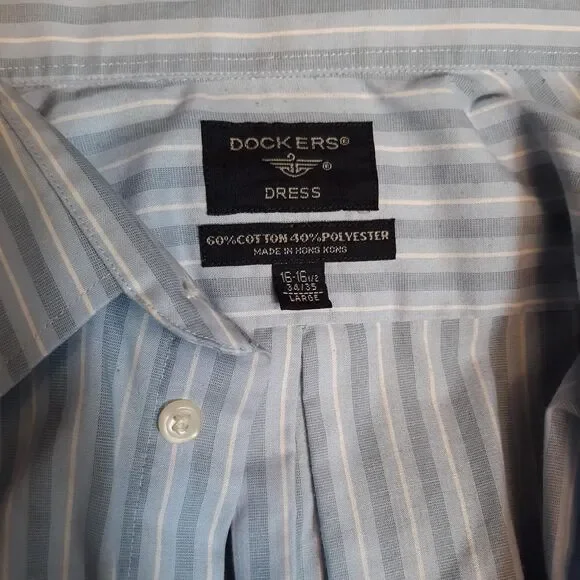 DOCKERS®
®
DRESS
60% COTTON 40% POLYESTER
MADE IN HONG KONG
16-16 1/2
34/35
LARGE